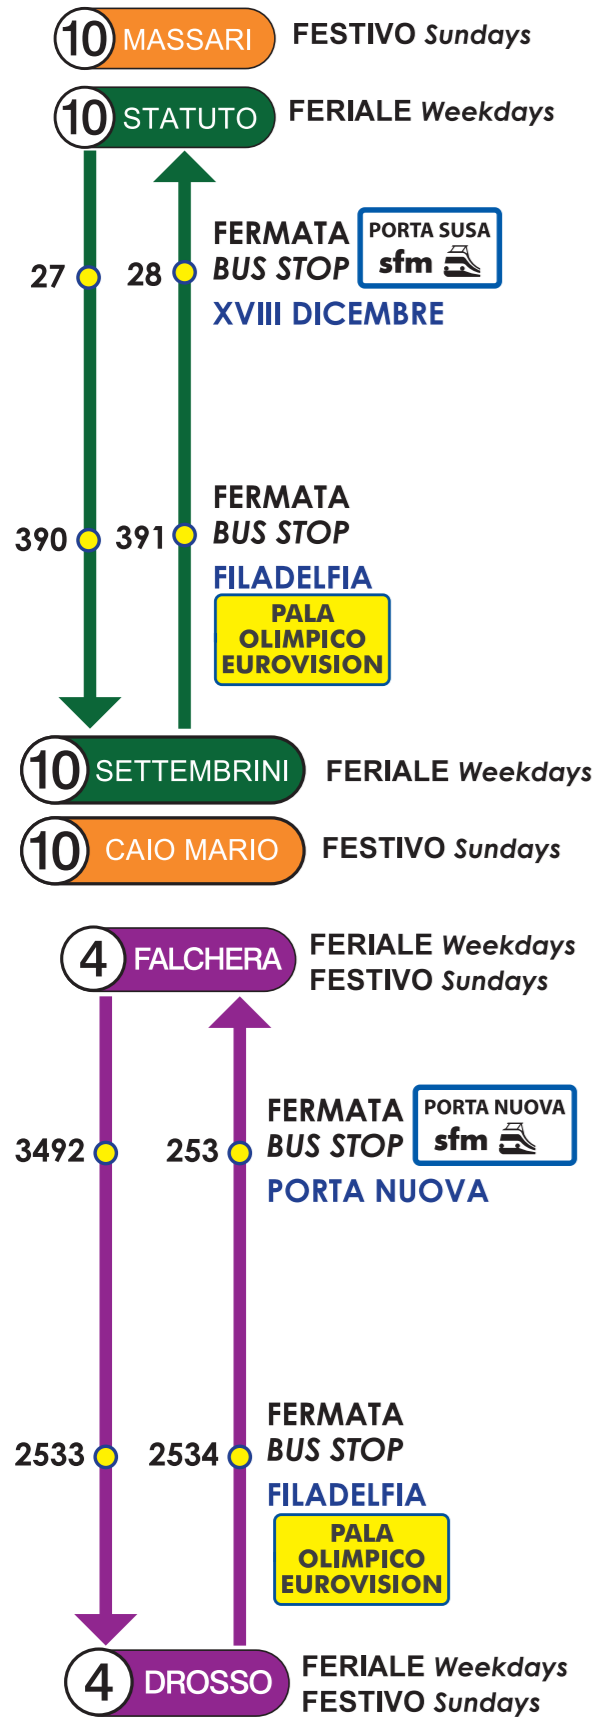 10 MASSARI FESTIVO Sundays
10 STATUTO FERIALE Weekdays
FERMATA
BUS STOP
PORTA SUSA
sfm
27 28
XVIII DICEMBRE
FERMATA
BUS STOP
390 391
FILADELFIA
PALA
OLIMPICO
EUROVISION
10 SETTEMBRINI FERIALE Weekdays
10 CAIO MARIO FESTIVO Sundays
4 FALCHERA
FERIALE Weekdays
FESTIVO Sundays
FERMATA
BUS STOP
PORTA NUOVA
sfm
3492 253
PORTA NUOVA
FERMATA
BUS STOP
2533 2534
FILADELFIA
PALA
OLIMPICO
EUROVISION
4 DROSSO
FERIALE Weekdays
FESTIVO Sundays